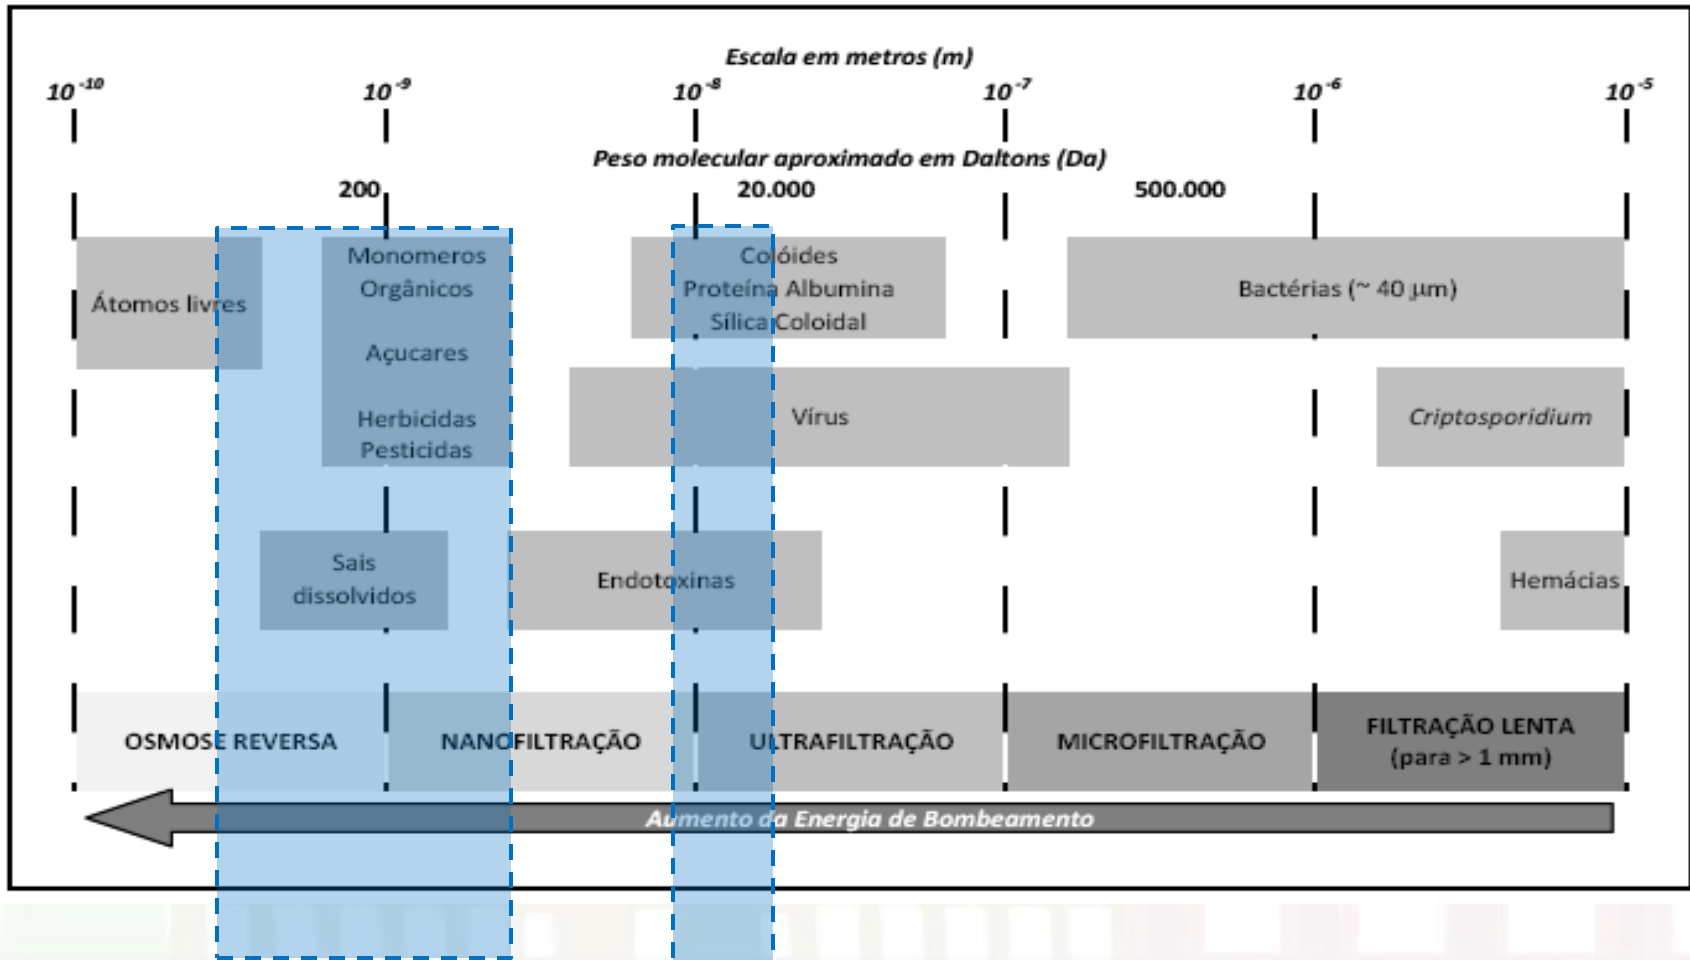 Escala em metros (m)
10⁻¹⁰ 10⁻⁹ 10⁻⁸ 10⁻⁷ 10⁻⁶ 10⁻⁵
Peso molecular aproximado em Daltons (Da)
200 20.000 500.000
Átomos livres
Monomeros
Orgânicos
Açucares
Herbicidas
Pesticidas
Colóides
Proteína Albumina
Sílica Coloidal
Bactérias (~ 40 µm)
Vírus
Criptosporidium
Sais
dissolvidos
Endotoxinas
Hemácias
OSMOSE REVERSA
NANOFILTRAÇÃO
ULTRAFILTRAÇÃO
MICROFILTRAÇÃO
FILTRAÇÃO LENTA
(para > 1 mm)
Aumento da Energia de Bombeamento